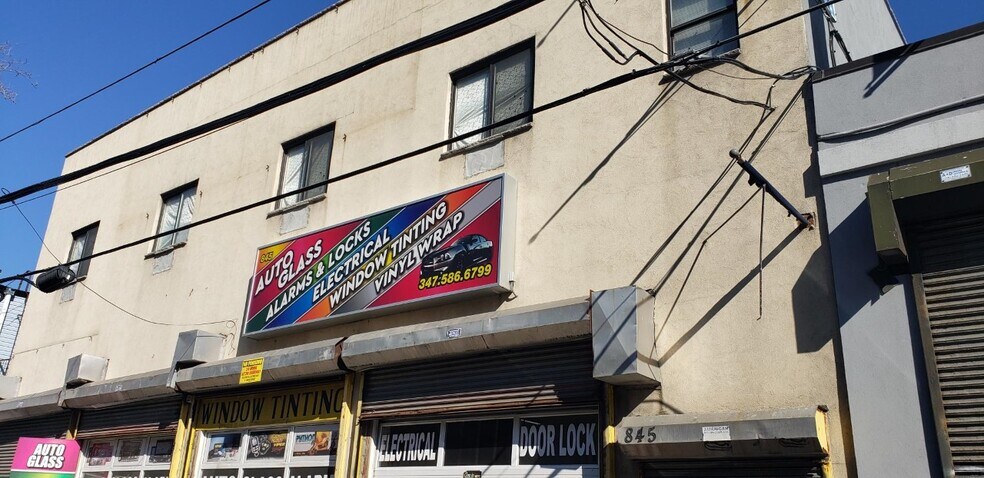 843
AUTO
GLASS
ALARMS & LOCKS
ELECTRICAL
WINDOW TINTING
VINYL WRAP
347.586.6799
WINDOW TINTING
AUTO
GLASS
ELECTRICAL
DOOR LOCK
845